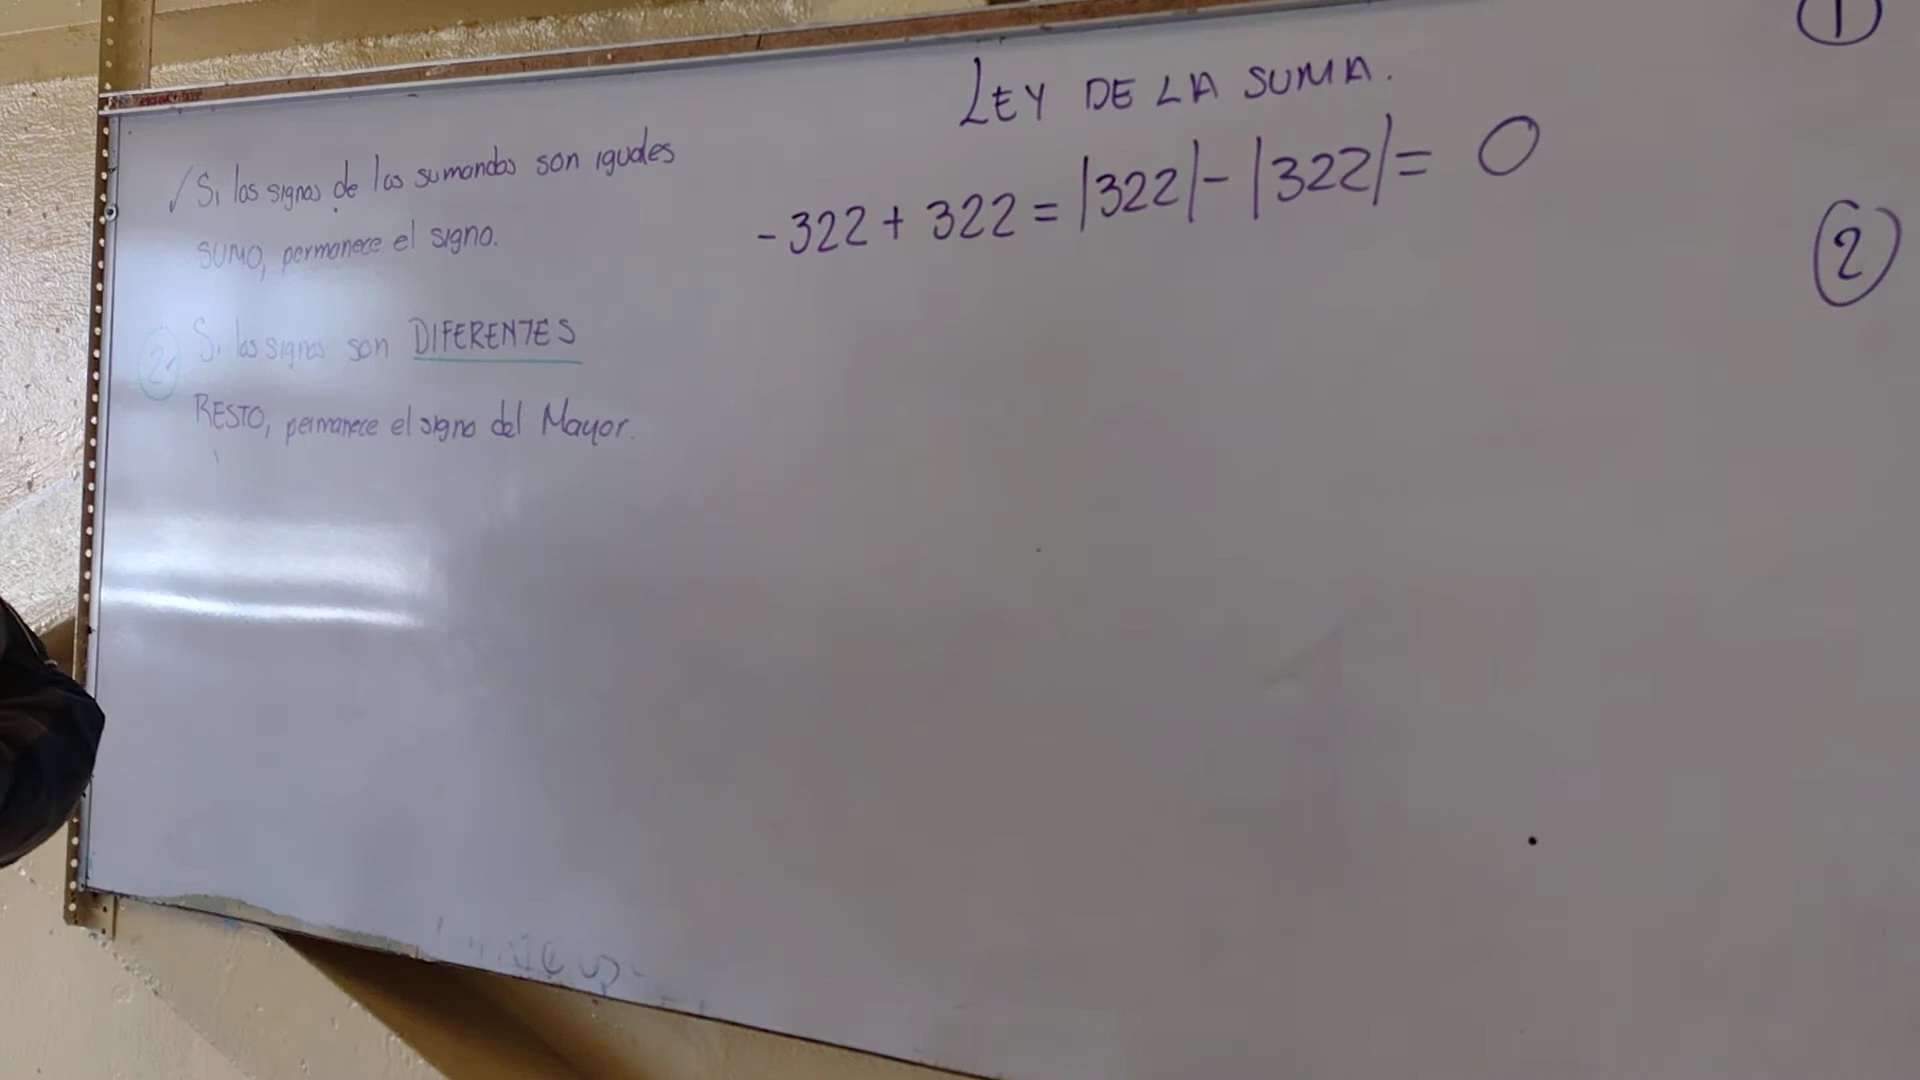 LEY DE LA SUMA.
✓ Si los signos de los sumandos son iguales
SUMO, permanece el signo.
2. Si los signos son DIFERENTES
RESTO, permanece el signo del Mayor.
-322 + 322 = |322| - |322| = 0
1
2